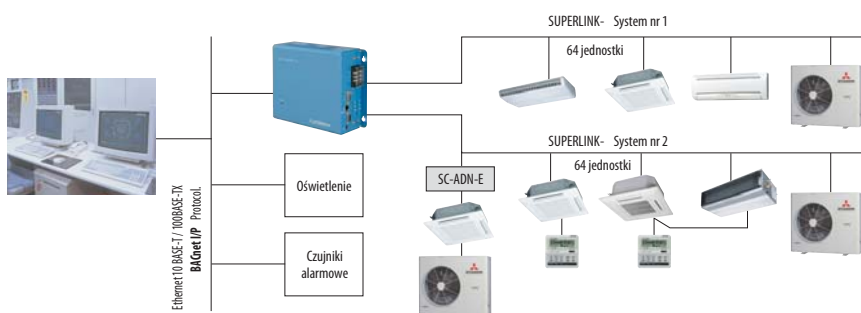 SUPERLINK- System nr 1
64 jednostki
SUPERLINK- System nr 2
64 jednostki
SC-ADN-E
Oświetlenie
Czujniki
alarmowe
Ethernet 10 BASE-T / 100BASE-TX
BACnet I/P Protocol.